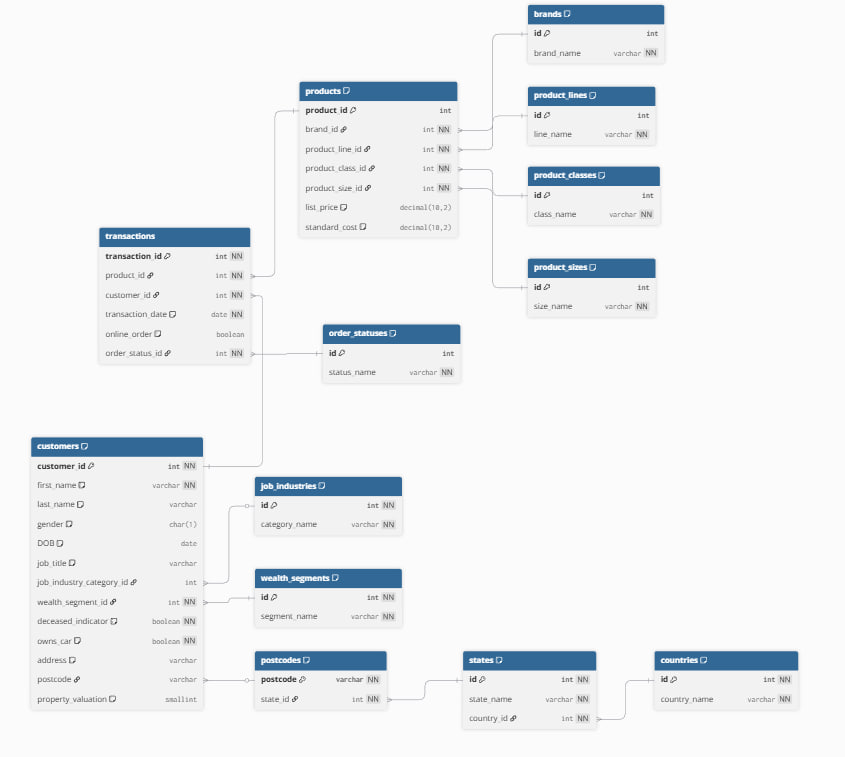 brands
id int
brand_name varchar NN
products
product_id int
brand_id int NN
product_line_id int NN
product_class_id int NN
product_size_id int NN
list_price decimal(10,2)
standard_cost decimal(10,2)
product_lines
id int
line_name varchar NN
product_classes
id int
class_name varchar NN
product_sizes
id int
size_name varchar NN
transactions
transaction_id int NN
product_id int NN
customer_id int NN
transaction_date date NN
online_order boolean
order_status_id int NN
order_statuses
id int
status_name varchar NN
customers
customer_id int NN
first_name varchar NN
last_name varchar
gender char(1)
DOB date
job_title varchar
job_industry_category_id int
wealth_segment_id int NN
deceased_indicator boolean NN
owns_car boolean NN
address varchar
postcode varchar
property_valuation smallint
job_industries
id int NN
category_name varchar NN
wealth_segments
id int NN
segment_name varchar NN
postcodes
postcode varchar NN
state_id int NN
states
id int NN
state_name varchar NN
country_id int NN
countries
id int NN
country_name varchar NN